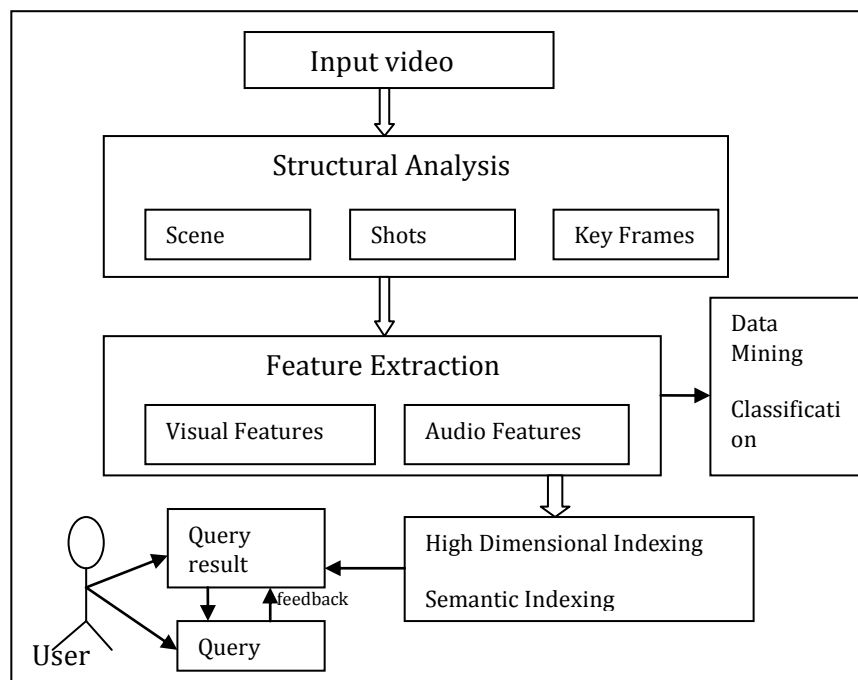 Input video
Structural Analysis
Scene
Shots
Key Frames
Feature Extraction
Visual Features
Audio Features
Data
Mining
Classificati
on
High Dimensional Indexing
Semantic Indexing
Query
result
feedback
Query
User